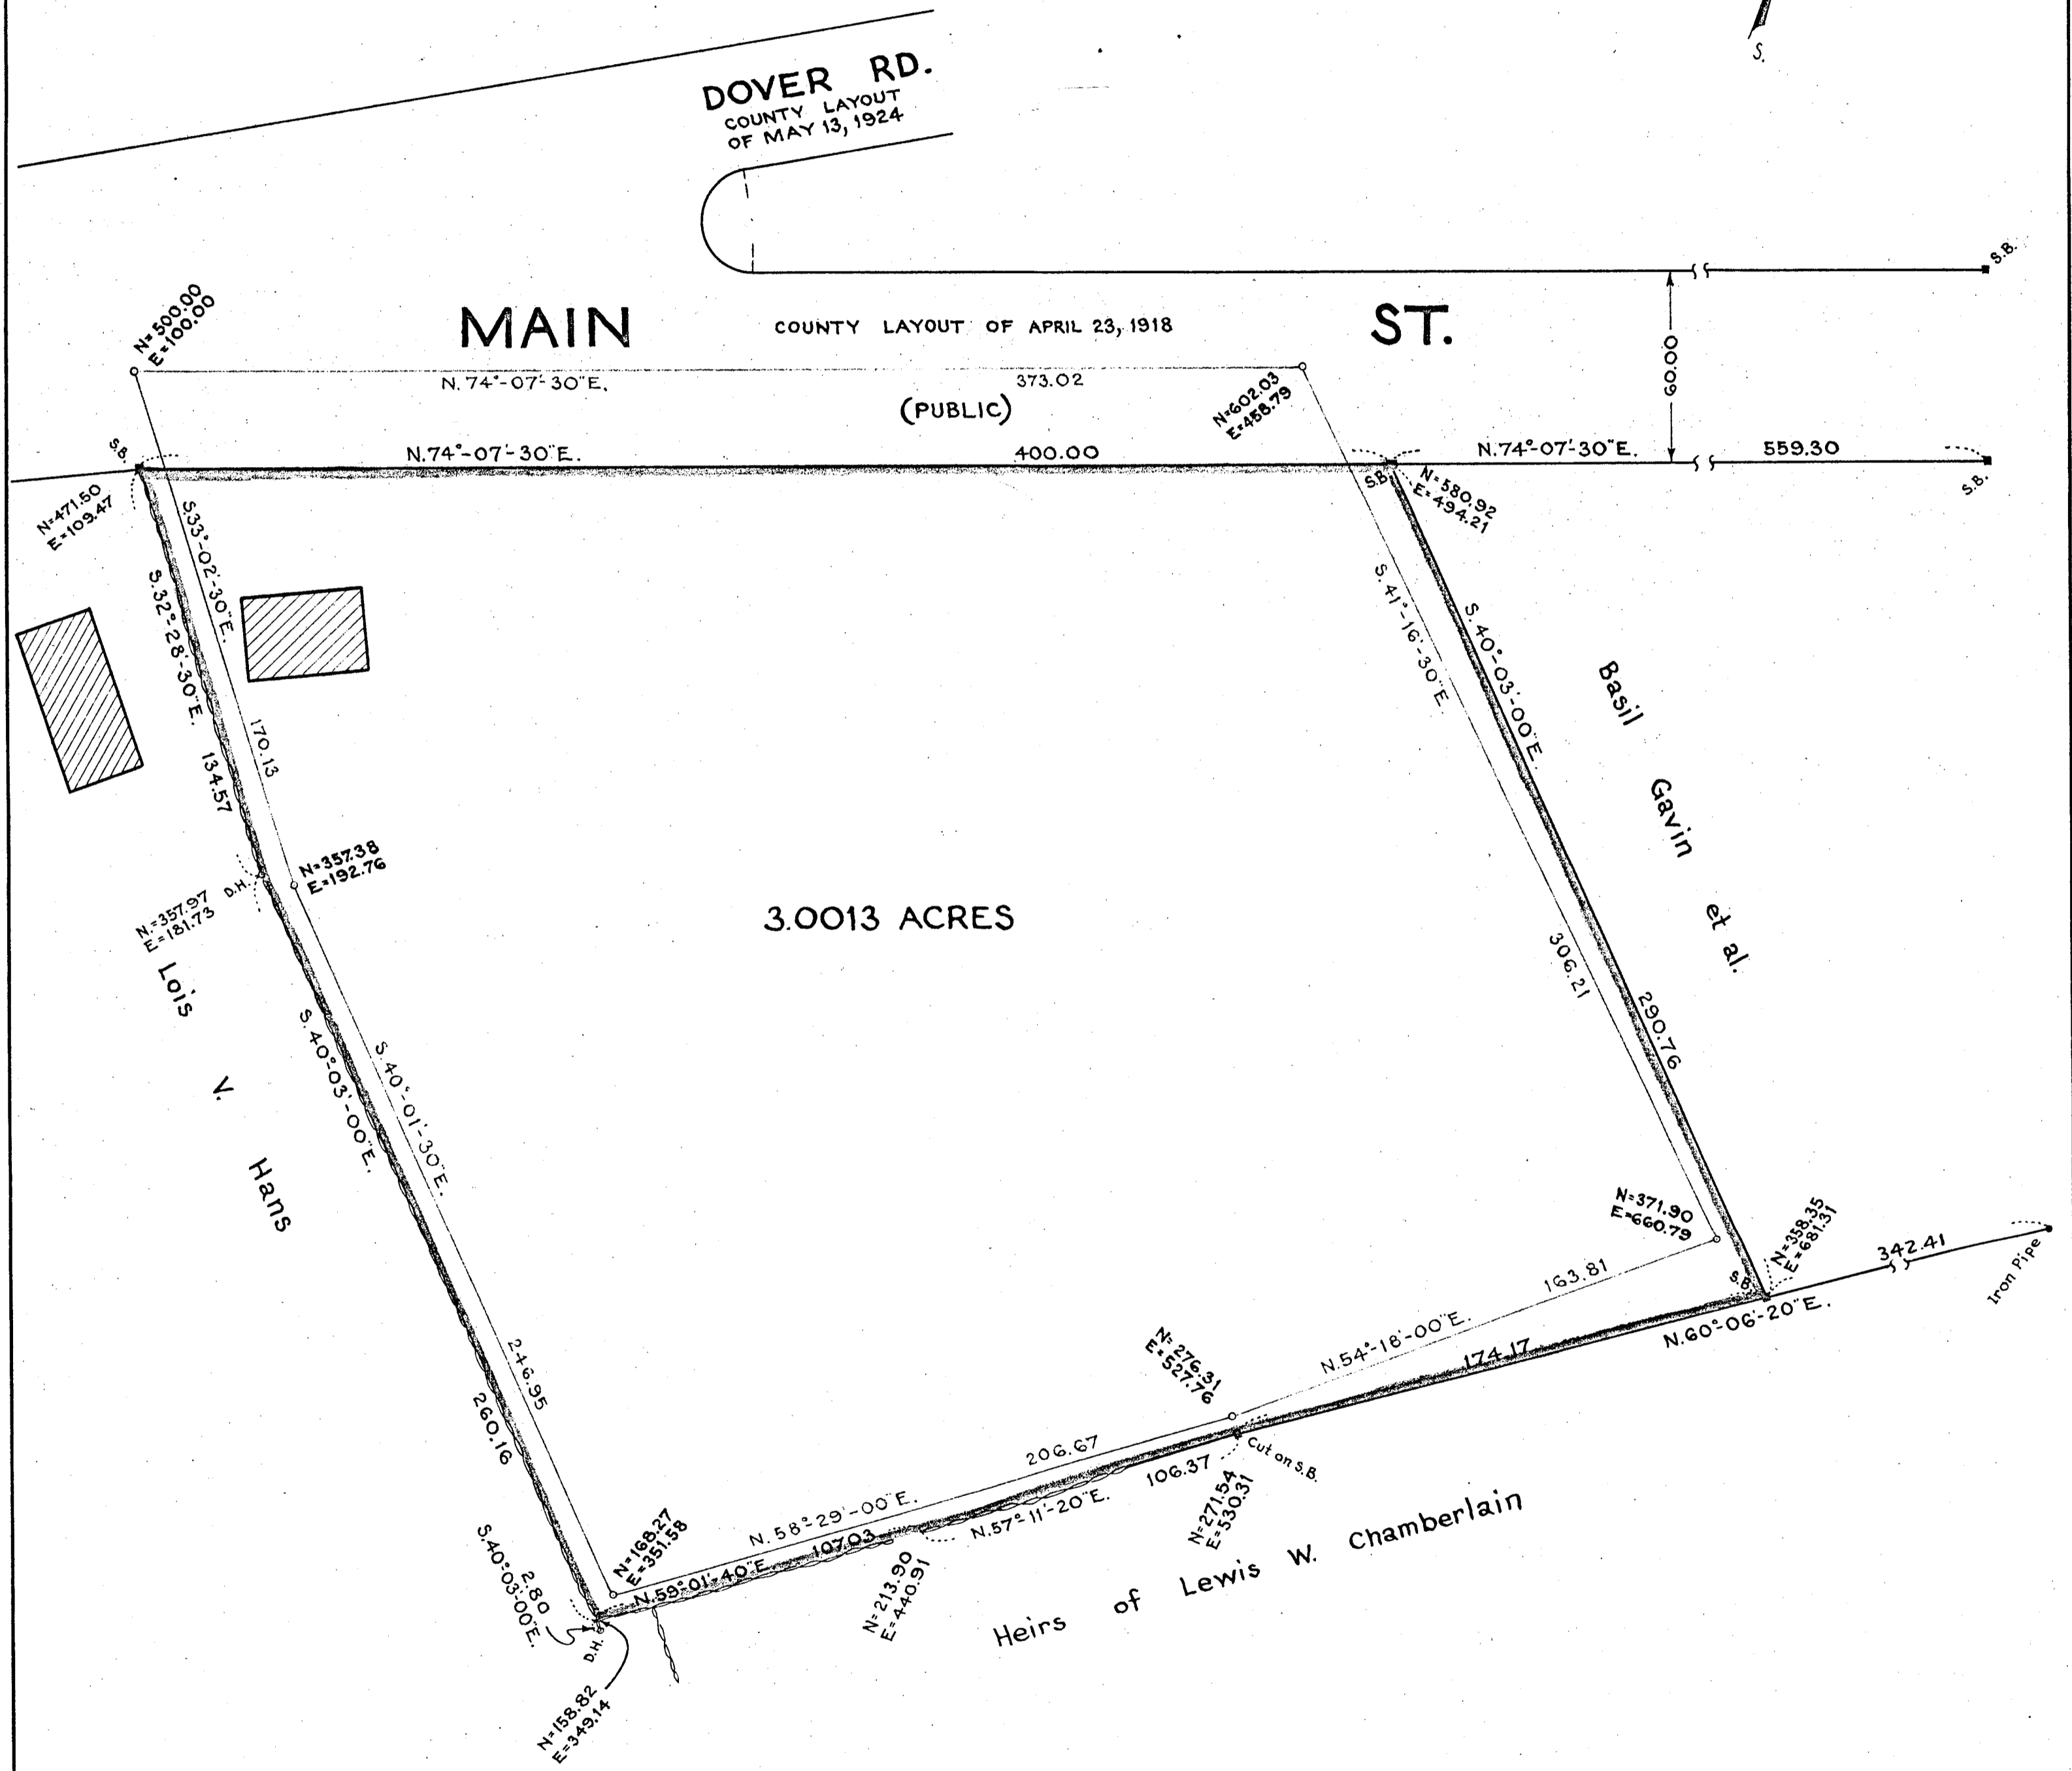 S.
DOVER RD.
COUNTY LAYOUT
OF MAY 13, 1924
S.B.
N=500.00
E=100.00
MAIN
COUNTY LAYOUT OF APRIL 23, 1918
ST.
60.00
N.74°-07'-30"E.
373.02
(PUBLIC)
N=602.03
E=458.79
S.B.
N.74°-07'-30"E.
400.00
N.74°-07'-30"E.
559.30
S.B.
S.B.
N=580.92
E=494.21
N=471.50
E=109.47
S.33°-02'-30"E.
170.13
S.32°-28'-30"E.
134.57
S.41°-16'-30"E.
306.21
S.40°-03'-00"E.
290.76
Basil Gavin et al.
N=357.38
E=192.76
D.H.
N.=357.97
E=181.73
3.0013 ACRES
Lois V. Hans
S.40°-03'-00"E.
260.16
S.40°-01'-30"E.
246.95
N=371.90
E=660.79
N=358.35
E=681.31
S.B.
342.41
Iron Pipe
N.60°-06'-20"E.
163.81
N.54°-18'-00"E.
174.17
N=276.31
E=527.76
206.67
N.58°-29'-00"E.
106.37
N.57°-11'-20"E.
Cut on S.B.
N=271.54
E=530.31
N=168.27
E=351.58
107.03
N.59°-01'-40"E.
N=213.90
E=440.91
Heirs of Lewis W. Chamberlain
2.80
S.40°-03'-00"E.
D.H.
N=158.82
E=349.14